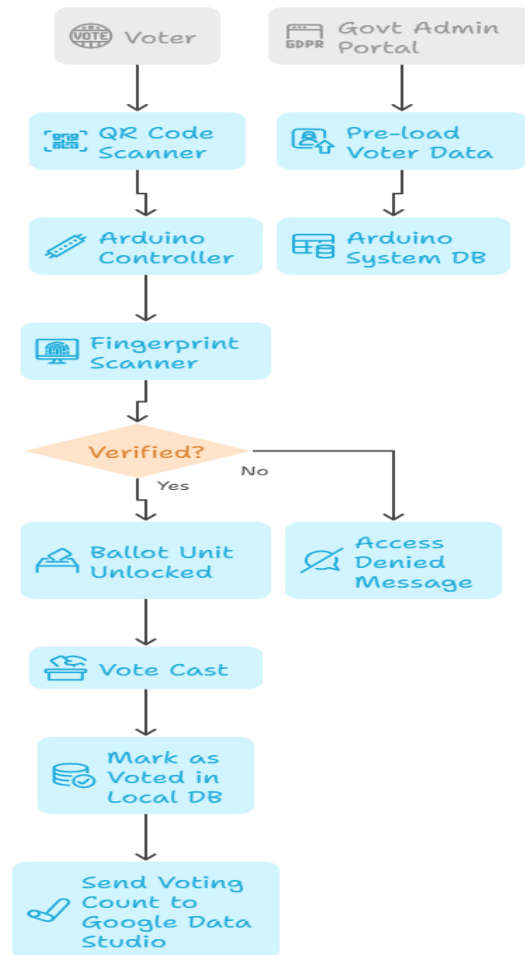 VOTE
Voter
GDPR
Govt Admin
Portal
QR Code
Scanner
Pre-load
Voter Data
Arduino
Controller
Arduino
System DB
Fingerprint
Scanner
Verified?
No
Yes
Ballot Unit
Unlocked
Access
Denied
Message
Vote Cast
Mark as
Voted in
Local DB
Send Voting
Count to
Google Data
Studio